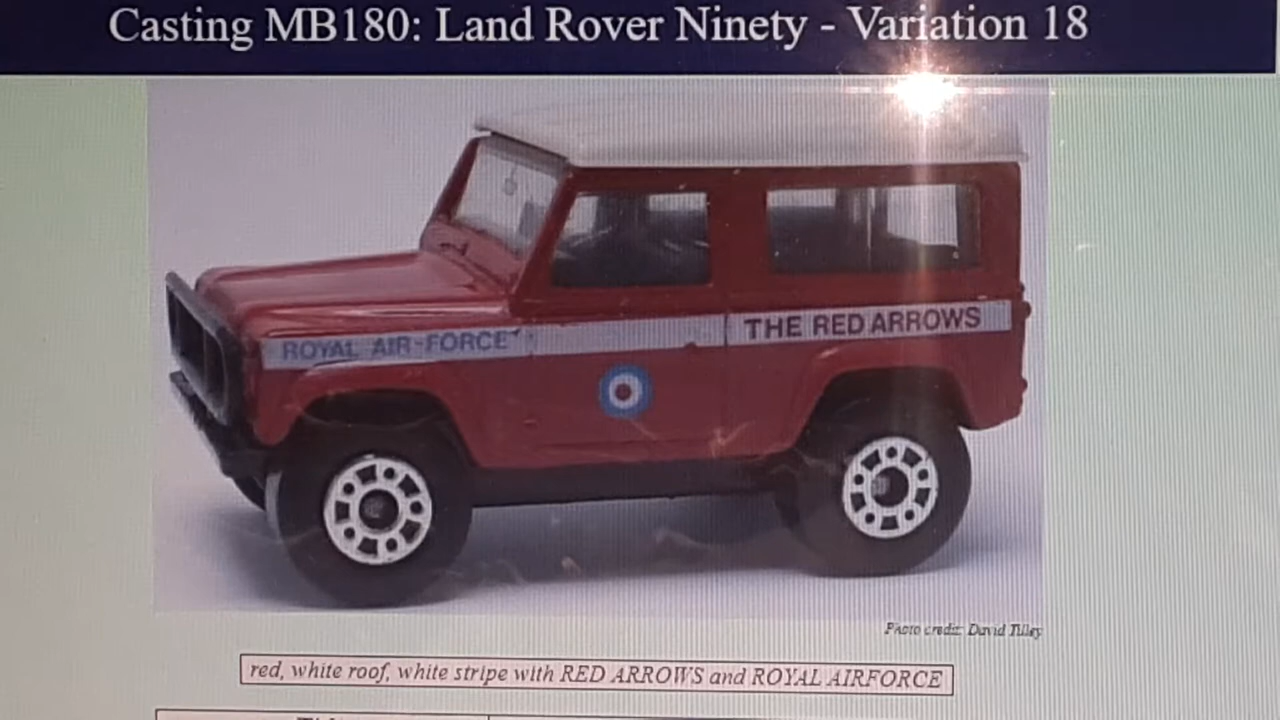 Casting MB180: Land Rover Ninety - Variation 18
ROYAL AIR-FORCE
THE RED ARROWS
Photo credit: David Tilley
red, white roof, white stripe with RED ARROWS and ROYAL AIRFORCE